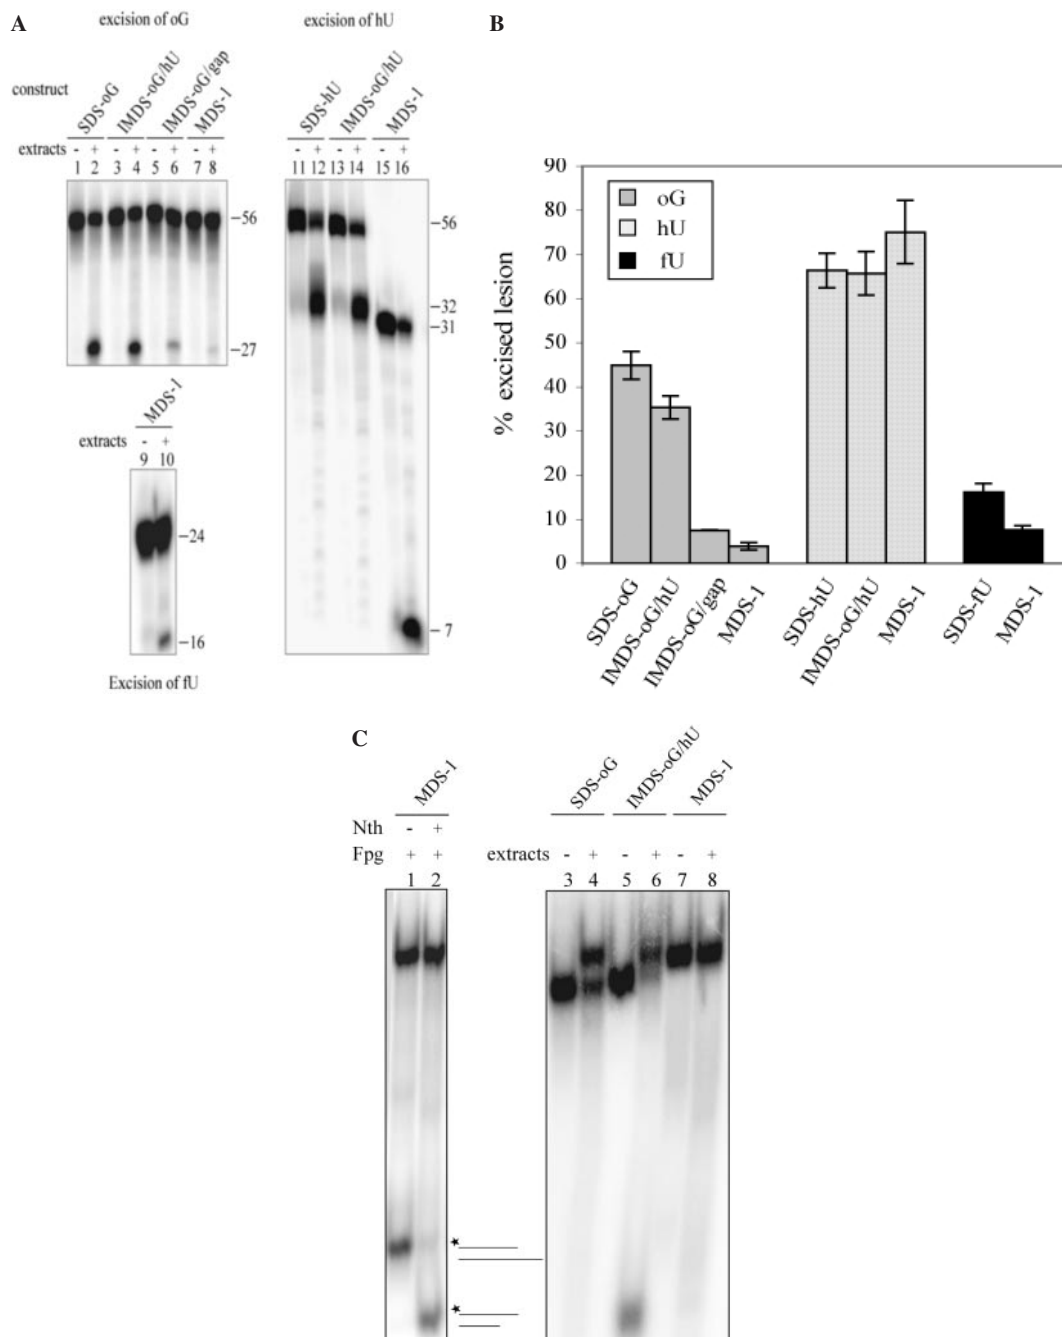 A
excision of oG
excision of hU
construct
SDS-oG
IMDS-oG/hU
IMDS-oG/gap
MDS-1
SDS-hU
IMDS-oG/hU
MDS-1
extracts
- + - + - + - +
- + - + - +
1 2 3 4 5 6 7 8
11 12 13 14 15 16
56
27
56
32
31
7
MDS-1
extracts
- +
9 10
24
16
Excision of fU
B
% excised lesion
90
80
70
60
50
40
30
20
10
0
oG
hU
fU
SDS-oG
IMDS-oG/hU
IMDS-oG/gap
MDS-1
SDS-hU
IMDS-oG/hU
MDS-1
SDS-fU
MDS-1
C
MDS-1
Nth - +
Fpg + +
1 2
SDS-oG
IMDS-oG/hU
MDS-1
extracts - + - + - +
3 4 5 6 7 8